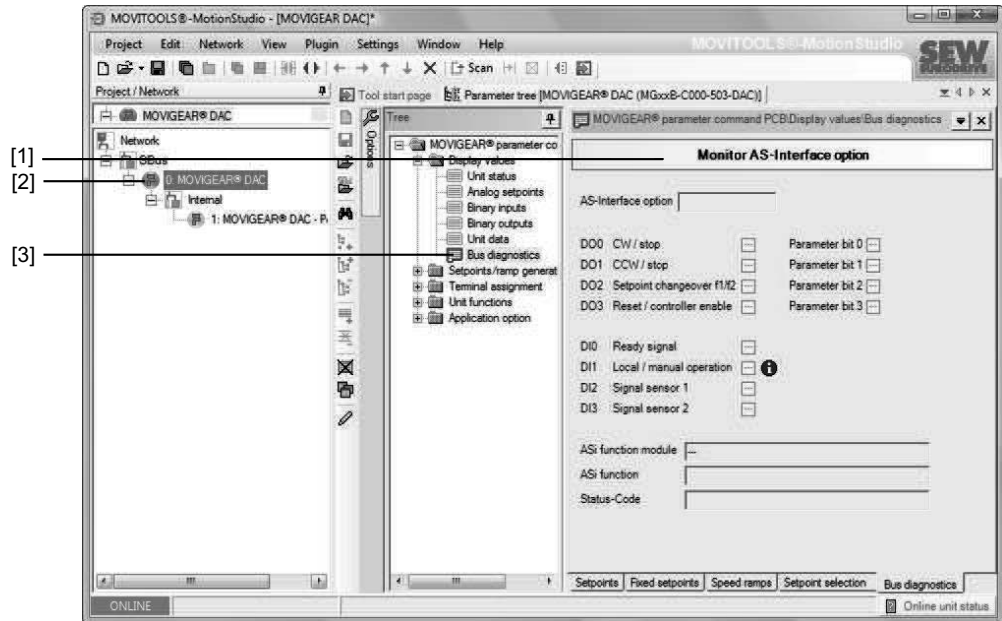 MOVITOOLS®-MotionStudio - [MOVIGEAR DAC]*
Project Edit Network View Plugin Settings Window Help
MOVITOOLS®-MotionStudio
SEW
EURODRIVE
Scan
Project / Network
Tool start page Parameter tree [MOVIGEAR® DAC (MGxxB-C000-503-DAC)]
MOVIGEAR® DAC
Options
Tree
MOVIGEAR® parameter command PCB\Display values\Bus diagnostics
Network
MOVIGEAR® parameter co
[1]
SBus
Display values
Monitor AS-Interface option
[2]
0: MOVIGEAR® DAC
Internal
1: MOVIGEAR® DAC - P
Unit status
Analog setpoints
Binary inputs
Binary outputs
Unit data
[3]
Bus diagnostics
Setpoints/ramp generat
Terminal assignment
Unit functions
Application option
AS-Interface option
DO0 CW / stop Parameter bit 0
DO1 CCW / stop Parameter bit 1
DO2 Setpoint changeover f1/f2 Parameter bit 2
DO3 Reset / controller enable Parameter bit 3
DI0 Ready signal
DI1 Local / manual operation
DI2 Signal sensor 1
DI3 Signal sensor 2
ASi function module ---
ASi function
Status-Code
Setpoints Fixed setpoints Speed ramps Setpoint selection Bus diagnostics
ONLINE
Online unit status